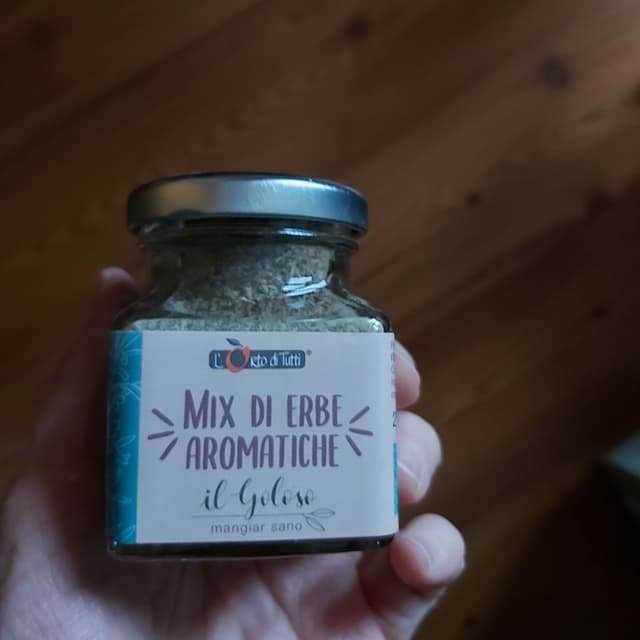 L'Orto di Tutti®
MIX DI ERBE
AROMATICHE
il Goloso
mangiar sano